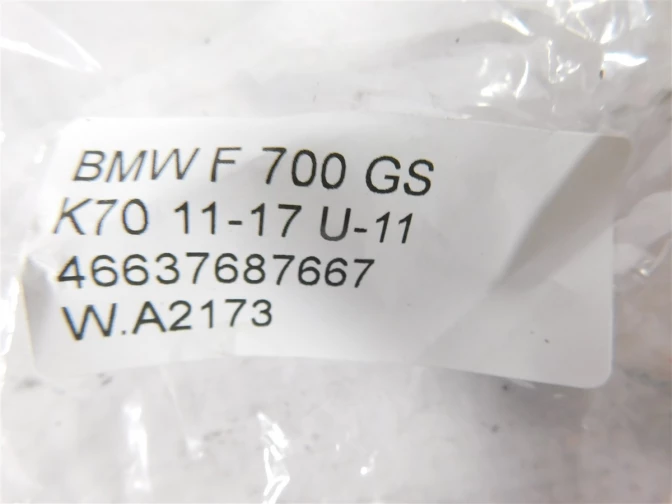 BMW F 700 GS
K70 11-17 U-11
46637687667
W.A2173